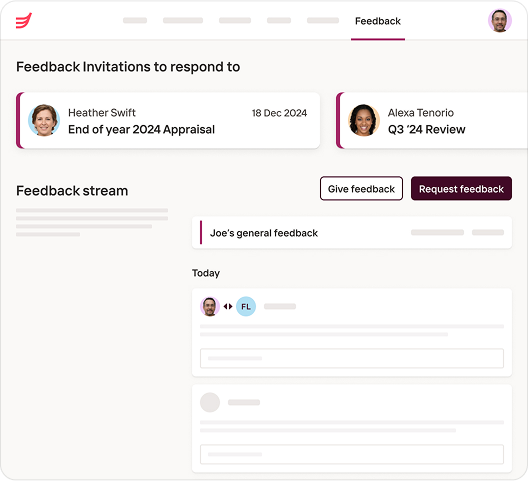 Feedback
Feedback Invitations to respond to
Heather Swift
18 Dec 2024
End of year 2024 Appraisal
Alexa Tenorio
Q3 ’24 Review
Feedback stream
Give feedback
Request feedback
Joe's general feedback
Today
FL